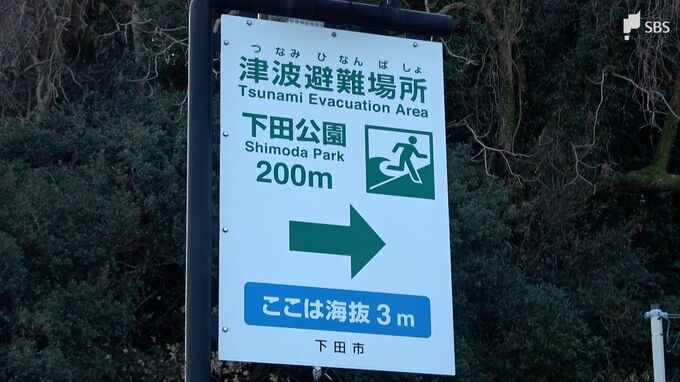 SBS
つなみひなんばしょ
津波避難場所
Tsunami Evacuation Area
下田公園
Shimoda Park
200m
ここは海抜3m
下田市